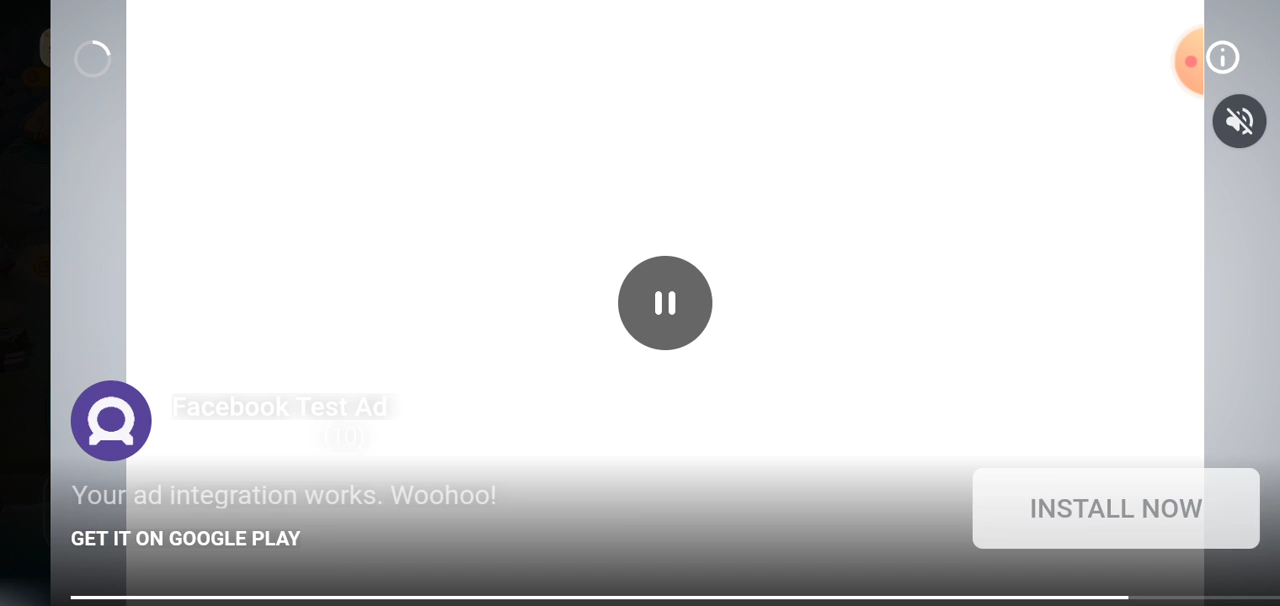 Facebook Test Ad
(10)
Your ad integration works. Woohoo!
GET IT ON GOOGLE PLAY
INSTALL NOW